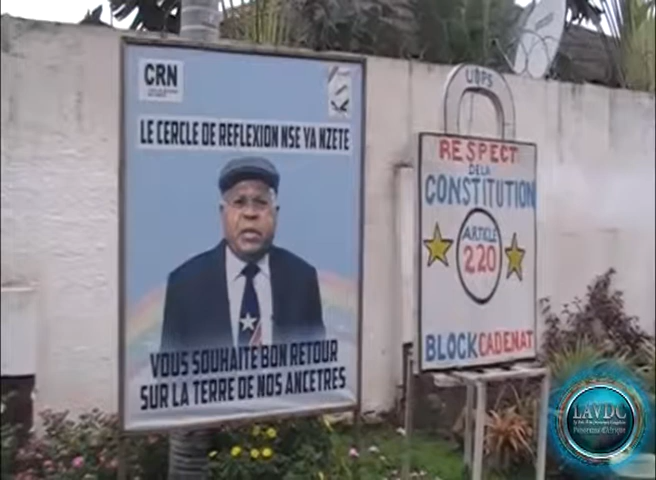 CRN
LE CERCLE DE REFLEXION NSE YA NZETE
VOUS SOUHAITE BON RETOUR
SUR LA TERRE DE NOS ANCETRES
UDPS
RESPECT
DE LA
CONSTITUTION
ARTICLE
220
BLOCK CADENAT
LAVDC